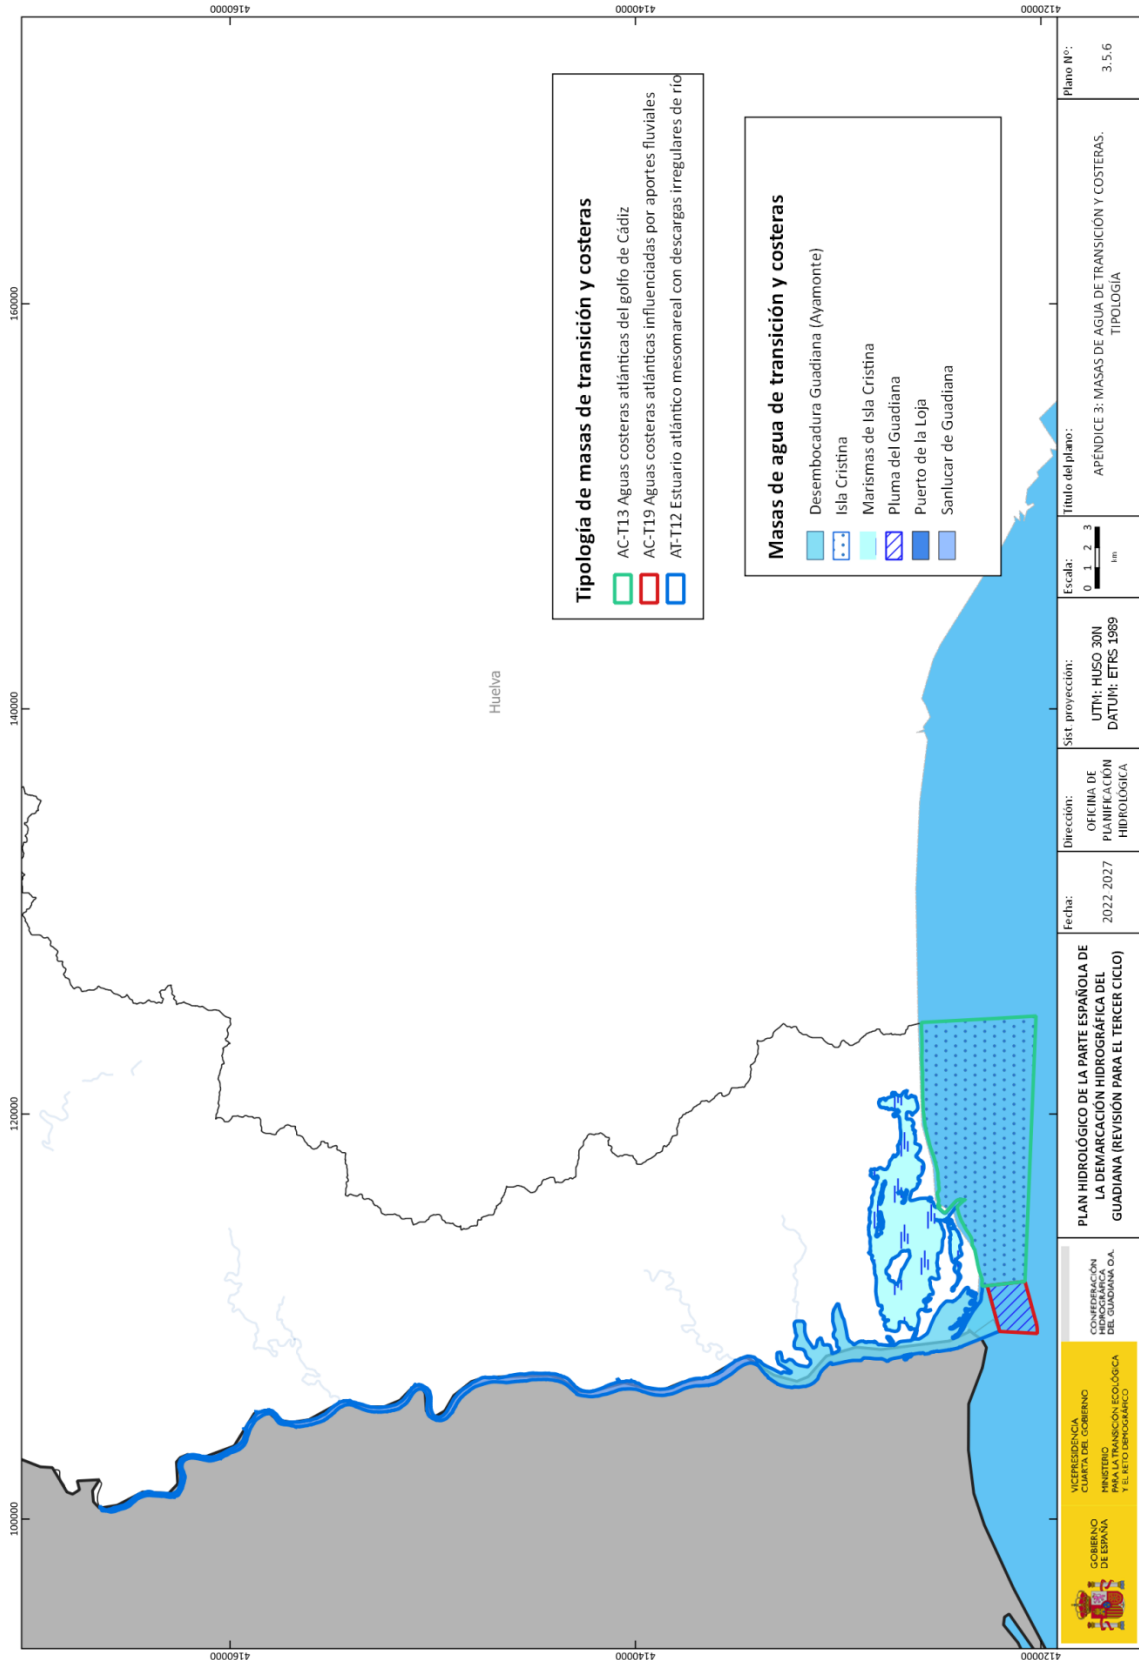 100000
120000
140000
160000
4160000
4160000
4140000
4140000
4120000
4120000
Huelva
Tipología de masas de transición y costeras
AC-T13 Aguas costeras atlánticas del golfo de Cádiz
AC-T19 Aguas costeras atlánticas influenciadas por aportes fluviales
AT-T12 Estuario atlántico mesomareal con descargas irregulares de río
Masas de agua de transición y costeras
Desembocadura Guadiana (Ayamonte)
Isla Cristina
Marismas de Isla Cristina
Pluma del Guadiana
Puerto de la Loja
Sanlucar de Guadiana
GOBIERNO
DE ESPAÑA
VICEPRESIDENCIA
CUARTA DEL GOBIERNO
MINISTERIO
PARA LA TRANSICIÓN ECOLÓGICA
Y EL RETO DEMOGRÁFICO
CONFEDERACIÓN
HIDROGRÁFICA
DEL GUADIANA O.A.
PLAN HIDROLÓGICO DE LA PARTE ESPAÑOLA DE
LA DEMARCACIÓN HIDROGRÁFICA DEL
GUADIANA (REVISIÓN PARA EL TERCER CICLO)
Fecha:
2022-2027
Dirección:
OFICINA DE
PLANIFICACIÓN
HIDROLÓGICA
Sist. proyección:
UTM: HUSO 30N
DATUM: ETRS 1989
Escala:
0 1 2 3
km
Título del plano:
APÉNDICE 3: MASAS DE AGUA DE TRANSICIÓN Y COSTERAS.
TIPOLOGÍA
Plano Nº:
3.5.6